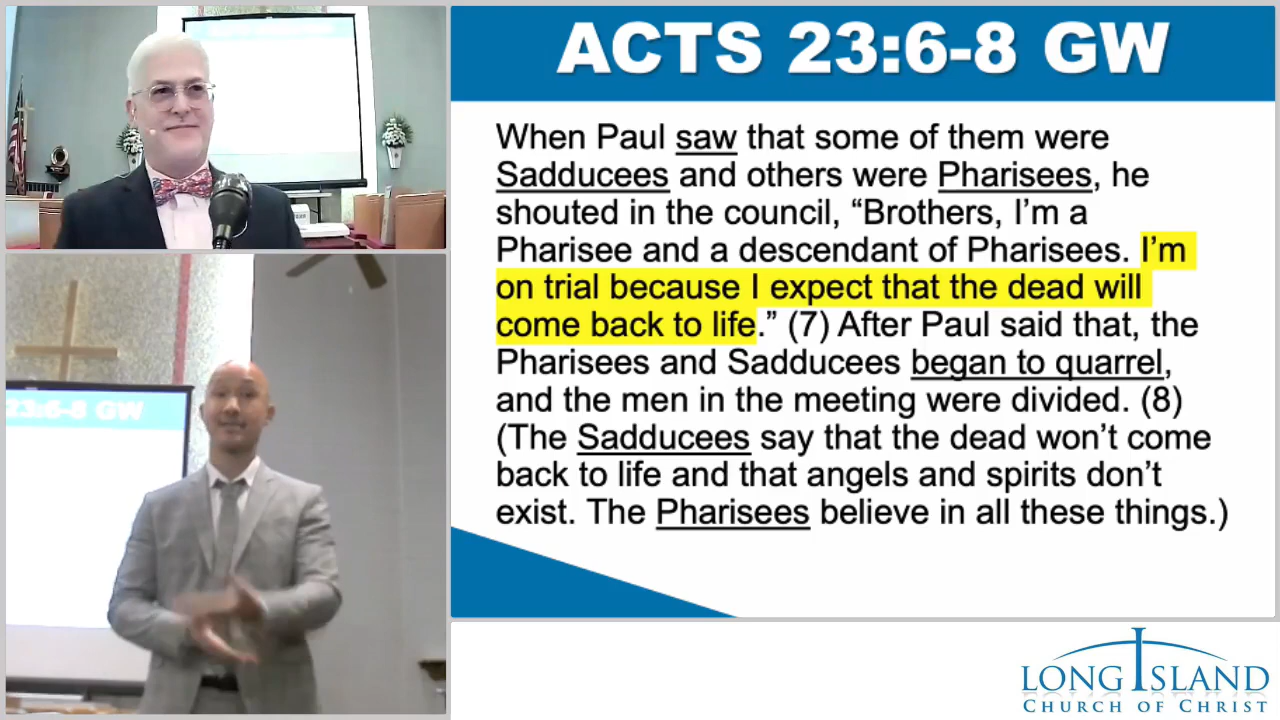 ACTS 23:6-8 GW
When Paul saw that some of them were
Sadducees and others were Pharisees, he
shouted in the council, “Brothers, I’m a
Pharisee and a descendant of Pharisees. I’m
on trial because I expect that the dead will
come back to life.” (7) After Paul said that, the
Pharisees and Sadducees began to quarrel,
and the men in the meeting were divided. (8)
(The Sadducees say that the dead won’t come
back to life and that angels and spirits don’t
exist. The Pharisees believe in all these things.)
23:6-8 GW
LONG ISLAND
CHURCH OF CHRIST